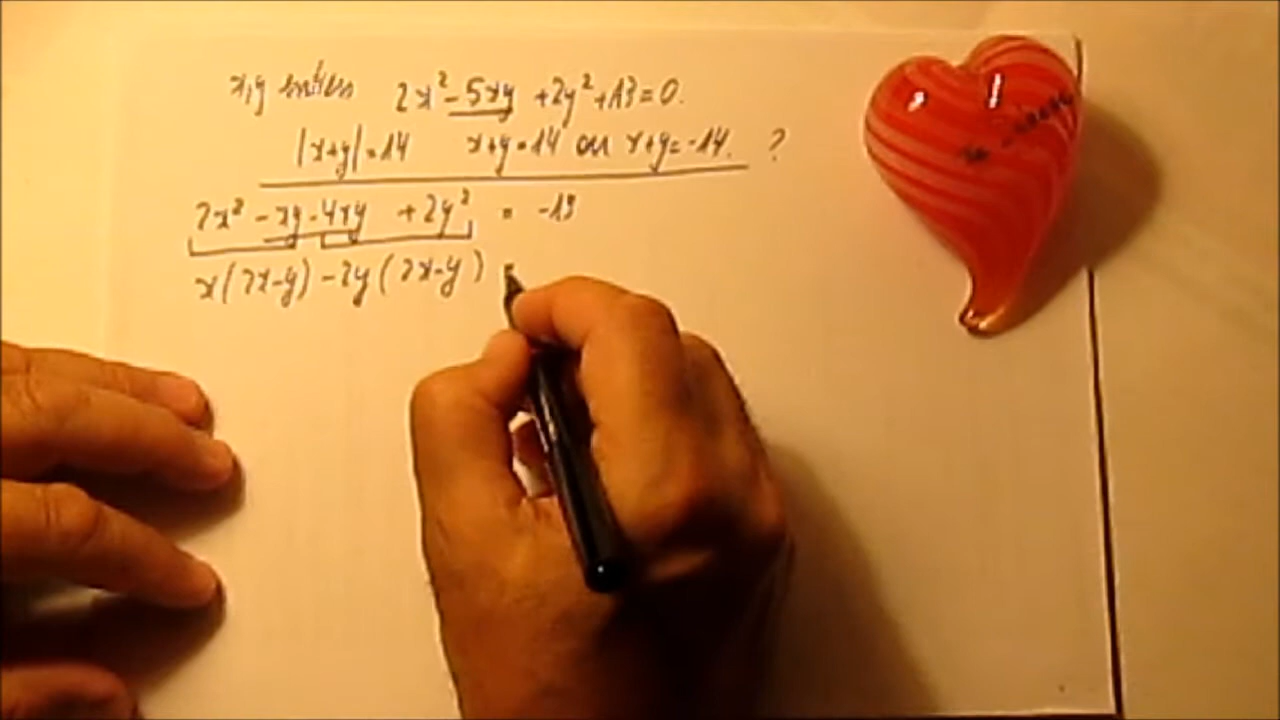 x,y entiers 2x² - 5xy + 2y² + 13 = 0.
|x+y| = 14 x+y = 14 ou x+y = -14. ?
2x² - xy - 4xy + 2y² = -13
x(2x-y) - 2y(2x-y) =